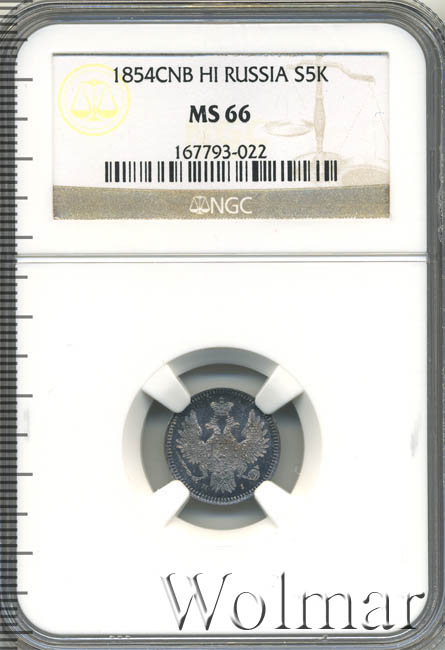 1854CNB HI RUSSIA S5K
MS 66
167793-022
NGC
Wolmar